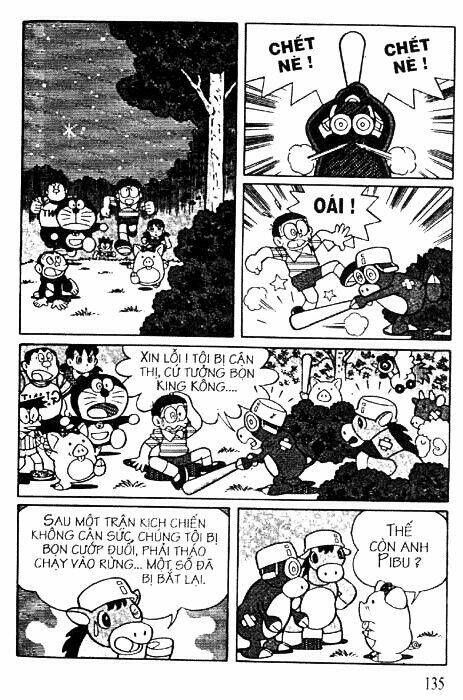 CHẾT
NÈ !
CHẾT
NÈ !
OÁI !
XIN LỖI ! TÔI BỊ CẬN
THỊ, CỨ TƯỞNG BỌN
KING KÔNG....
SAU MỘT TRẬN KỊCH CHIẾN
KHÔNG CÂN SỨC, CHÚNG TÔI BỊ
BỌN CƯỚP ĐUỔI, PHẢI THÁO
CHẠY VÀO RỪNG... MỘT SỐ ĐÃ
BỊ BẮT LẠI.
THẾ
CÒN ANH
PIBU ?
135